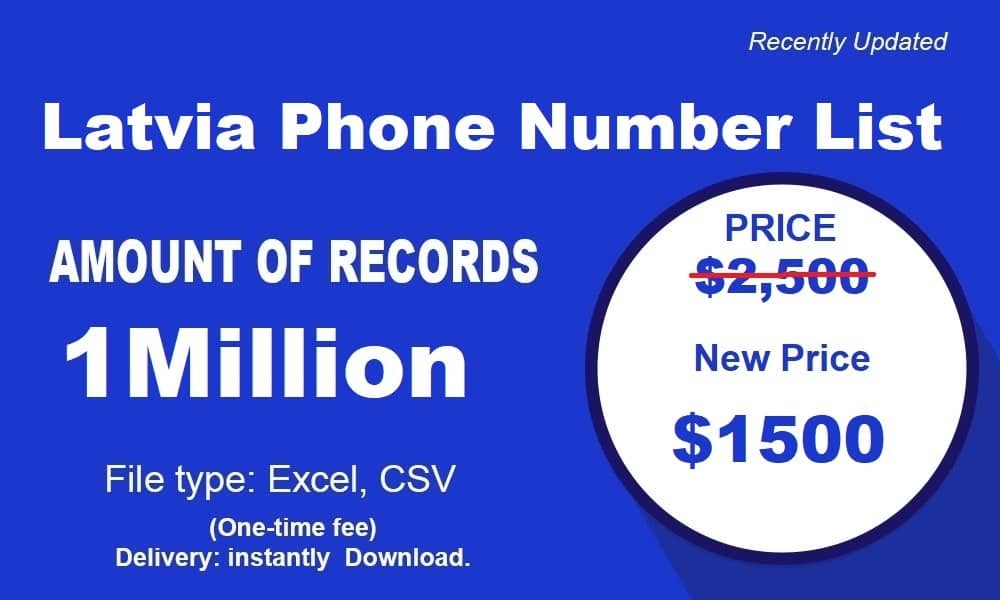 Recently Updated
Latvia Phone Number List
AMOUNT OF RECORDS
1Million
File type: Excel, CSV
(One-time fee)
Delivery: instantly Download.
PRICE
$2,500
New Price
$1500